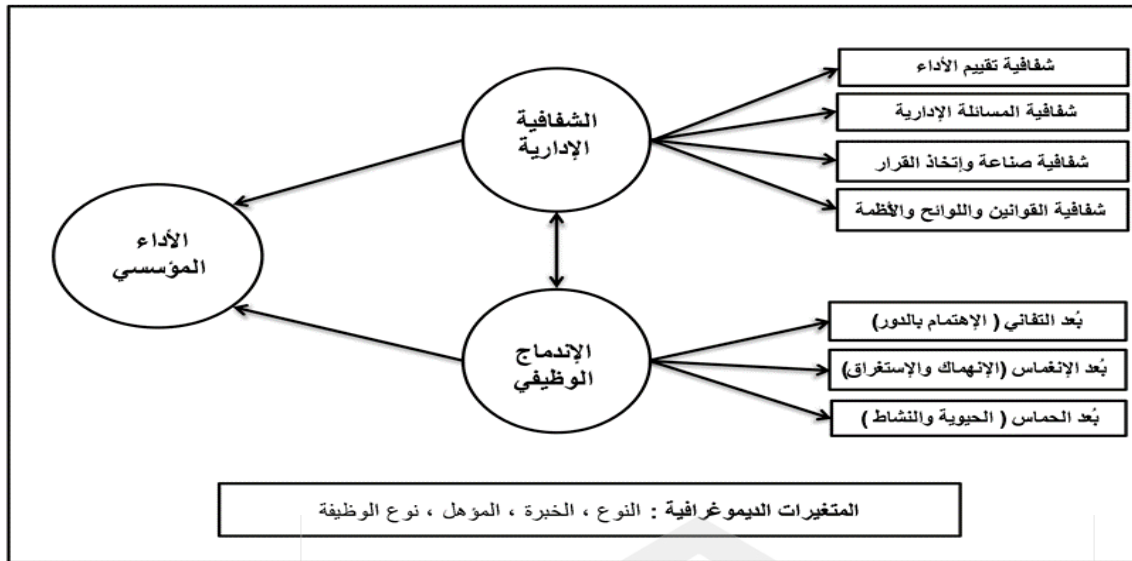 شفافية تقييم الأداء
شفافية المسائلة الإدارية
شفافية صناعة وإتخاذ القرار
شفافية القوانين واللوائح والأظمة
الشفافية
الإدارية
الأداء
المؤسسي
الإندماج
الوظيفي
بُعد التفاني ( الإهتمام بالدور)
بُعد الإنغماس (الإنهماك والإستغراق)
بُعد الحماس ( الحيوية والنشاط )
المتغيرات الديموغرافية : النوع ، الخبرة ، المؤهل ، نوع الوظيفة